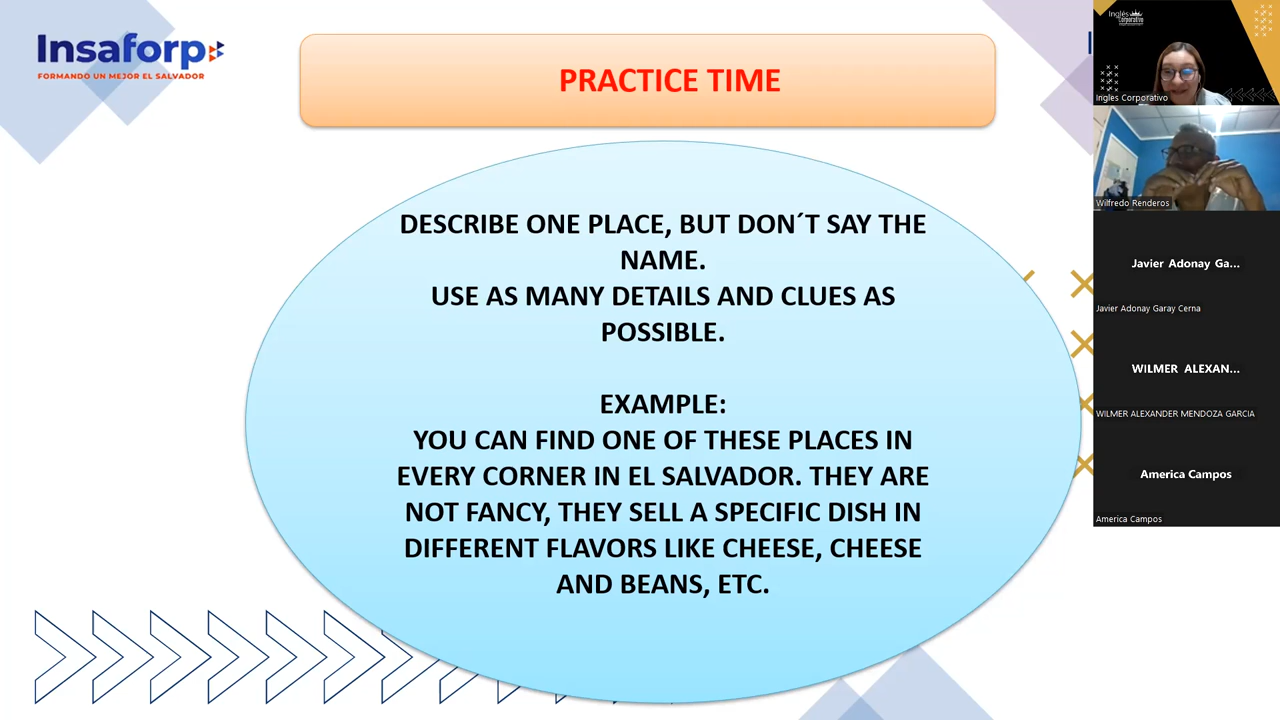 Insaforp
FORMANDO UN MEJOR EL SALVADOR
PRACTICE TIME
DESCRIBE ONE PLACE, BUT DON´T SAY THE
NAME.
USE AS MANY DETAILS AND CLUES AS
POSSIBLE.
EXAMPLE:
YOU CAN FIND ONE OF THESE PLACES IN
EVERY CORNER IN EL SALVADOR. THEY ARE
NOT FANCY, THEY SELL A SPECIFIC DISH IN
DIFFERENT FLAVORS LIKE CHEESE, CHEESE
AND BEANS, ETC.
Inglés
Corporativo
Ingles Corporativo
Wilfredo Renderos
Javier Adonay Ga...
Javier Adonay Garay Cerna
WILMER ALEXAN...
WILMER ALEXANDER MENDOZA GARCIA
America Campos
America Campos